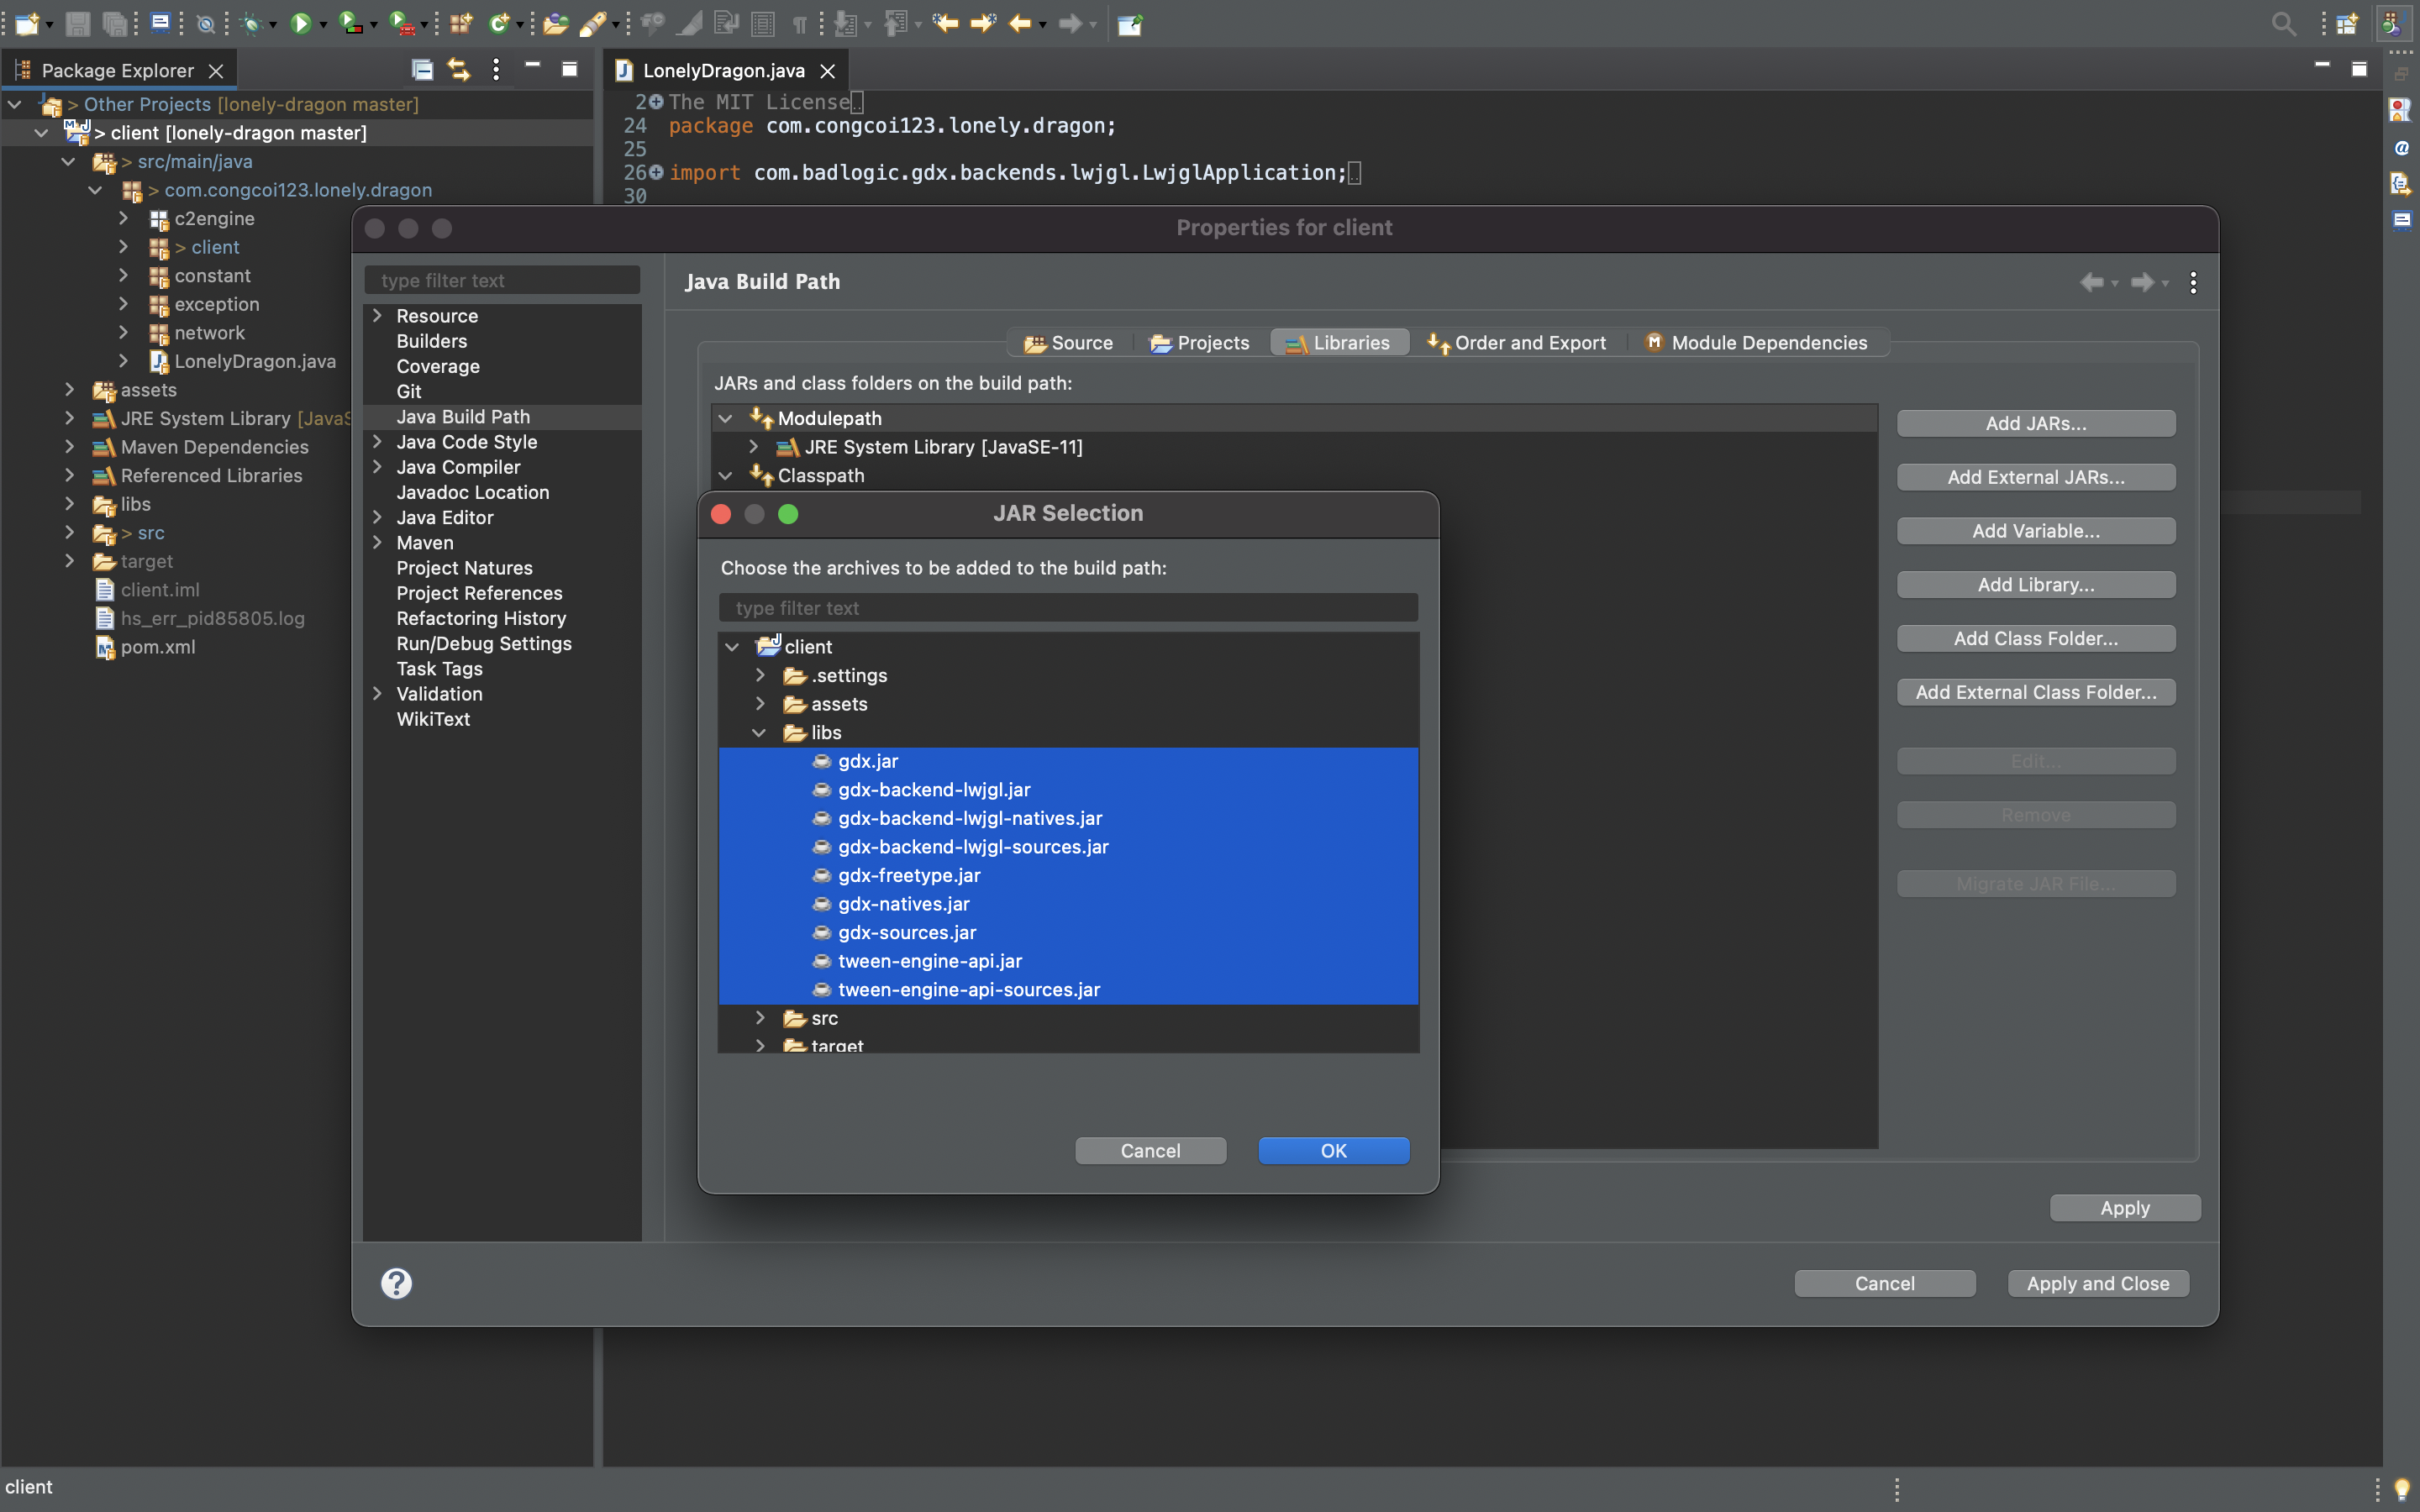 Package Explorer
LonelyDragon.java
> Other Projects [lonely-dragon master]
> client [lonely-dragon master]
> src/main/java
> com.congcoi123.lonely.dragon
c2engine
> client
constant
exception
network
LonelyDragon.java
assets
JRE System Library [JavaS
Maven Dependencies
Referenced Libraries
libs
> src
target
client.iml
hs_err_pid85805.log
pom.xml
2 The MIT License
24 package com.congcoi123.lonely.dragon;
25
26 import com.badlogic.gdx.backends.lwjgl.LwjglApplication;
30
Properties for client
type filter text
Resource
Builders
Coverage
Git
Java Build Path
Java Code Style
Java Compiler
Javadoc Location
Java Editor
Maven
Project Natures
Project References
Refactoring History
Run/Debug Settings
Task Tags
Validation
WikiText
Java Build Path
Source
Projects
Libraries
Order and Export
M Module Dependencies
JARs and class folders on the build path:
Modulepath
JRE System Library [JavaSE-11]
Classpath
Add JARs...
Add External JARs...
Add Variable...
Add Library...
Add Class Folder...
Add External Class Folder...
Edit...
Remove
Migrate JAR File...
JAR Selection
Choose the archives to be added to the build path:
type filter text
client
.settings
assets
libs
gdx.jar
gdx-backend-lwjgl.jar
gdx-backend-lwjgl-natives.jar
gdx-backend-lwjgl-sources.jar
gdx-freetype.jar
gdx-natives.jar
gdx-sources.jar
tween-engine-api.jar
tween-engine-api-sources.jar
src
target
Cancel
OK
Apply
?
Cancel
Apply and Close
client